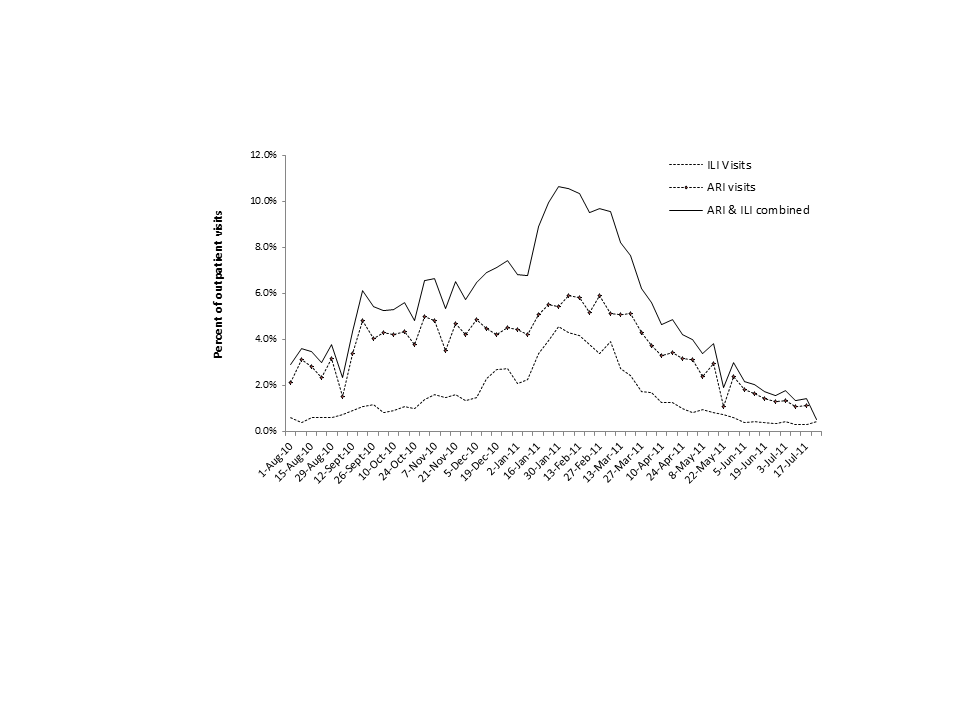 12.0%
10.0%
8.0%
6.0%
4.0%
2.0%
0.0%
Percent of outpatient visits
ILI Visits
ARI visits
ARI & ILI combined
1-Aug-10
15-Aug-10
29-Aug-10
12-Sept-10
26-Sept-10
10-Oct-10
24-Oct-10
7-Nov-10
21-Nov-10
5-Dec-10
19-Dec-10
2-Jan-11
16-Jan-11
30-Jan-11
13-Feb-11
27-Feb-11
13-Mar-11
27-Mar-11
10-Apr-11
24-Apr-11
8-May-11
22-May-11
5-Jun-11
19-Jun-11
3-Jul-11
17-Jul-11